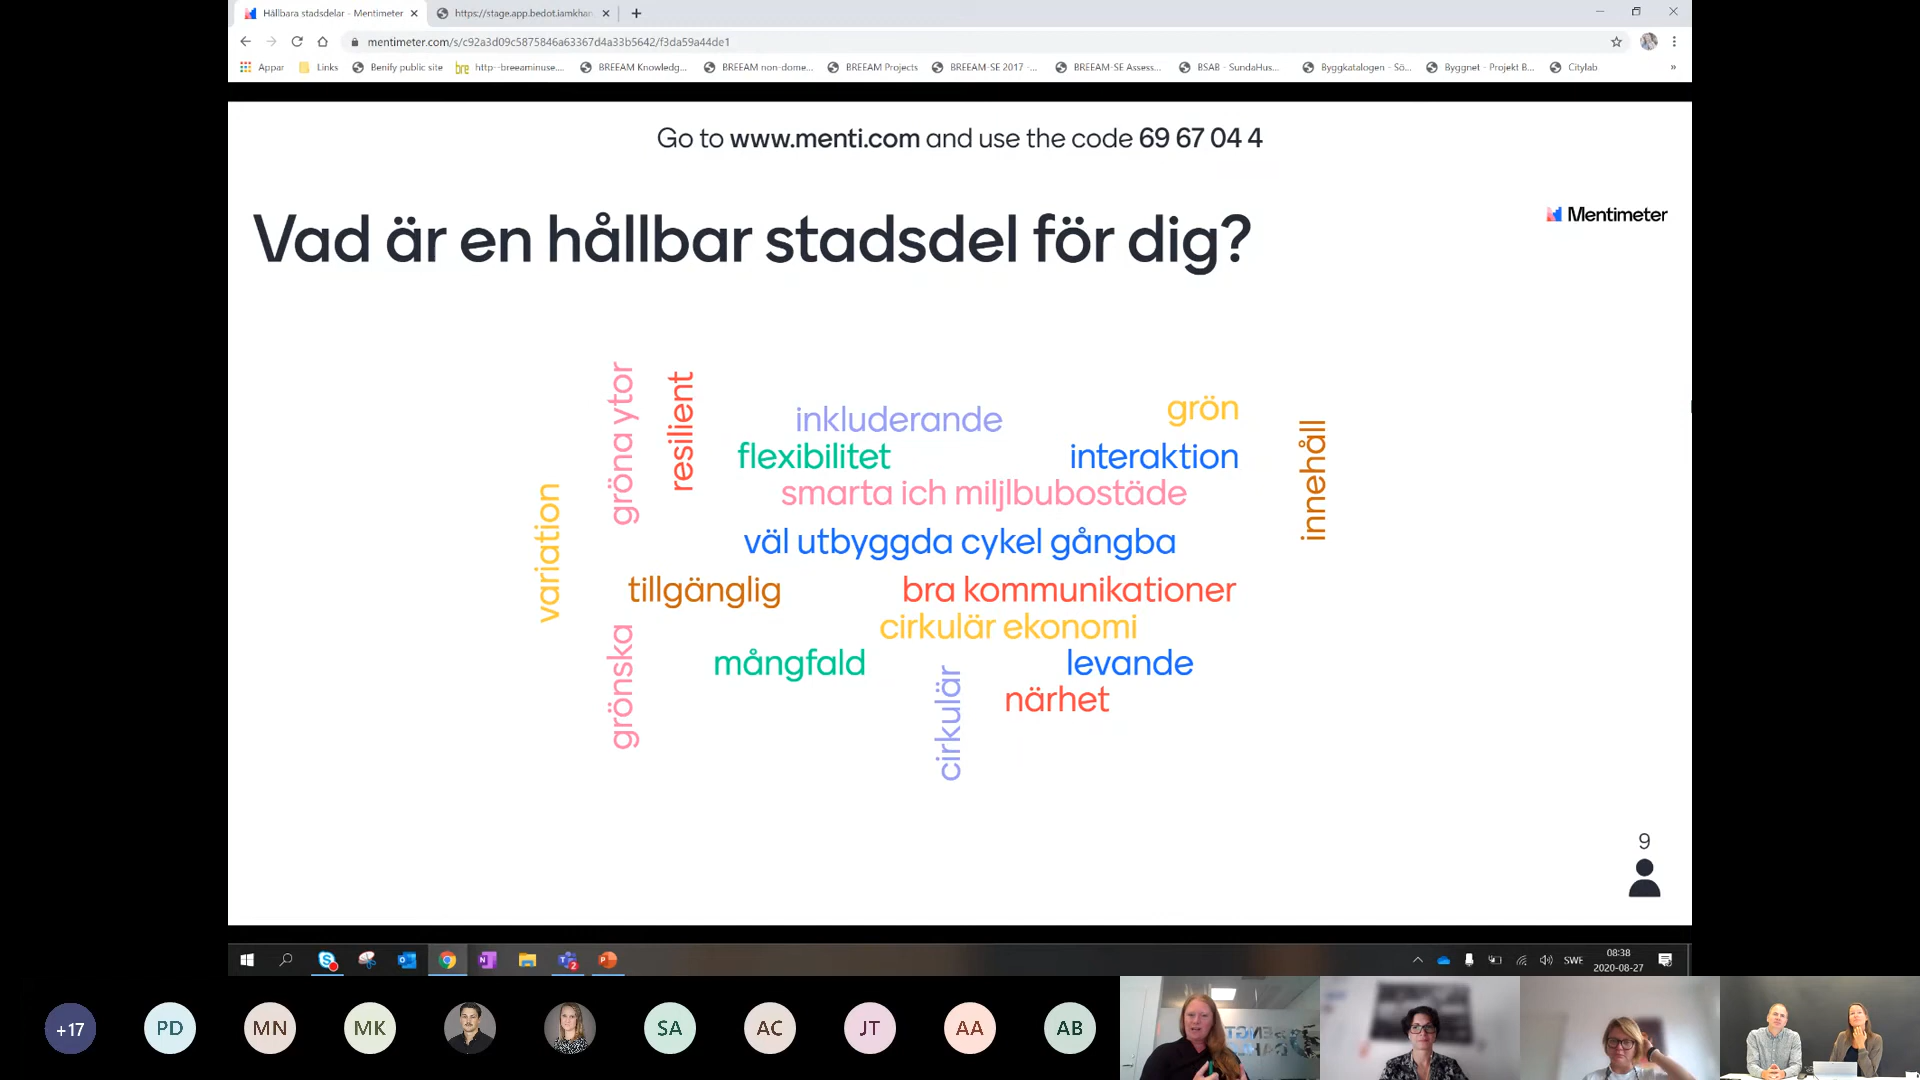 Hållbara stadsdelar - Mentimeter
https://stage.app.bedot.iamkhan
mentimeter.com/s/c92a3d09c5875846a63367d4a33b5642/f3da59a44de1
Appar
Links
Benify public site
bre
http--breeaminuse....
BREEAM Knowledg...
BREEAM non-dome...
BREEAM Projects
BREEAM-SE 2017 -...
BREEAM-SE Assess...
BSAB - SundaHus...
Byggkatalogen - Sö...
Byggnet - Projekt B...
Citylab
»
Go to www.menti.com and use the code 69 67 04 4
Mentimeter
Vad är en hållbar stadsdel för dig?
gröna ytor
resilient
inkluderande
grön
flexibilitet
interaktion
innehåll
smarta ich miljlbubostäde
variation
väl utbyggda cykel gångba
tillgänglig
bra kommunikationer
cirkulär ekonomi
grönska
mångfald
levande
cirkulär
närhet
9
SWE
08:38
2020-08-27
+17
PD
MN
MK
SA
AC
JT
AA
AB